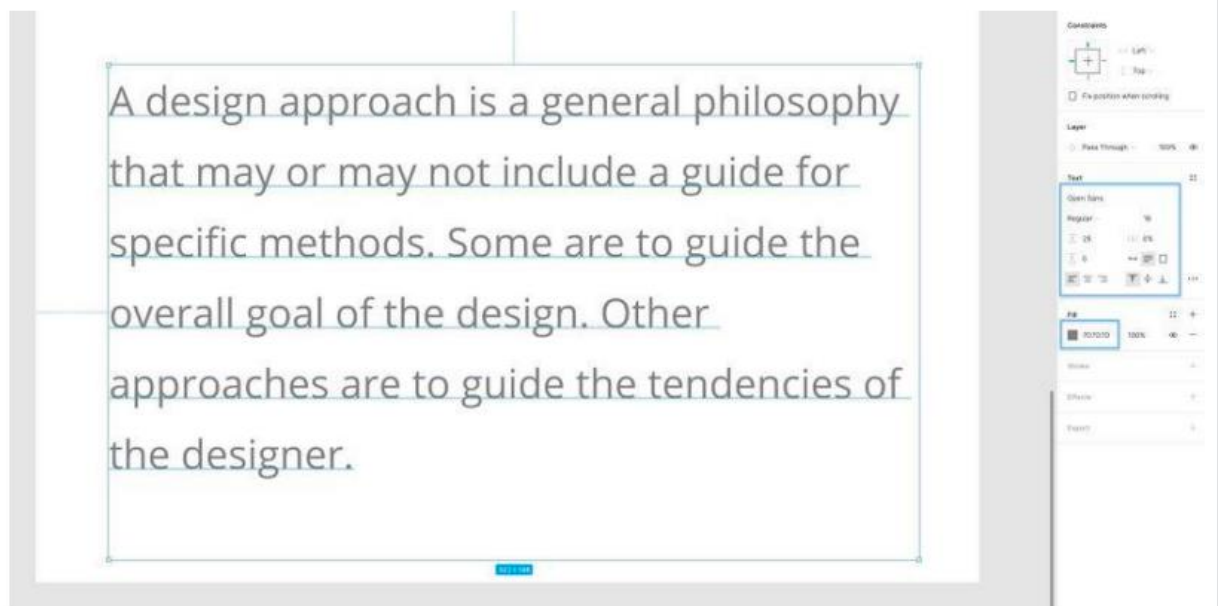 A design approach is a general philosophy
that may or may not include a guide for
specific methods. Some are to guide the
overall goal of the design. Other
approaches are to guide the tendencies of
the designer.
Constraints
Left
Top
Fix position when scrolling
Layer
Pass Through 100%
Text
Open Sans
Regular
0%
Fill
100%
Stroke
Effects
Export